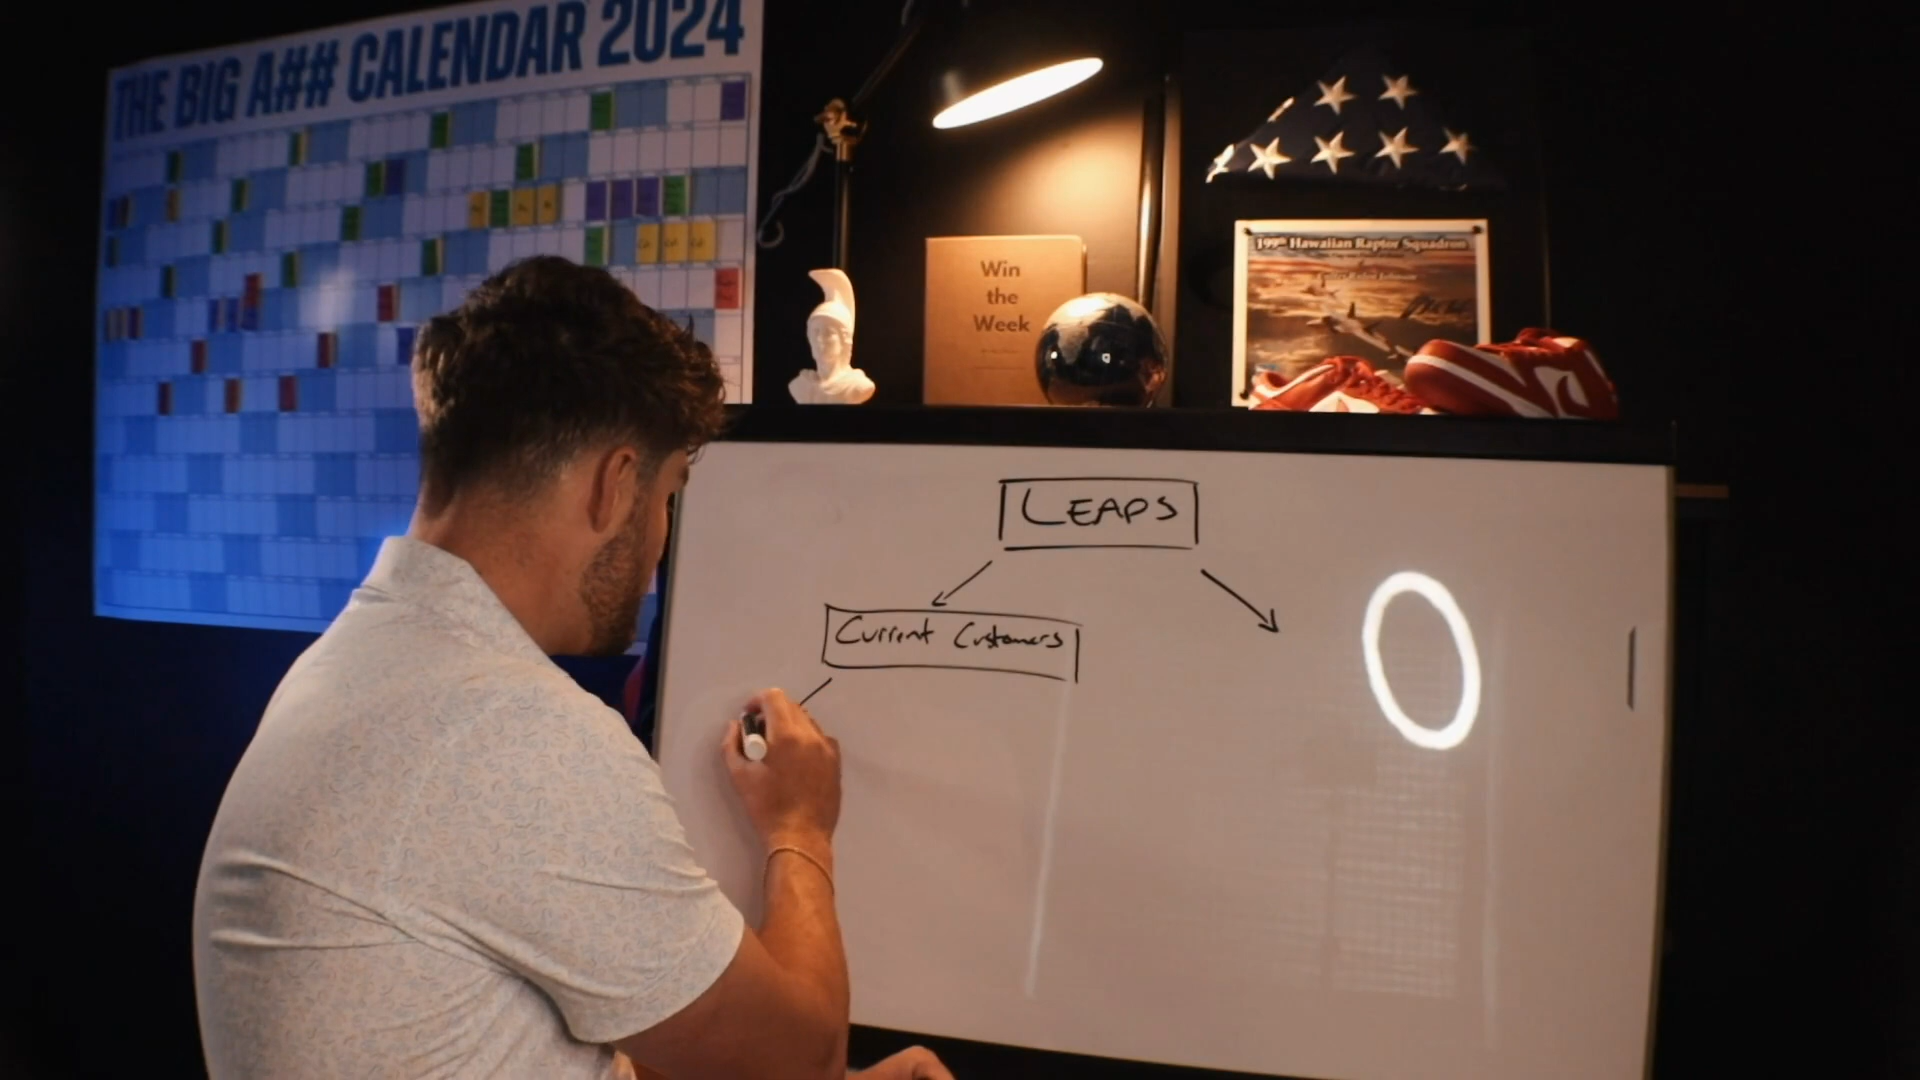 THE BIG A## CALENDAR 2024
Win
the
Week
199th Hawaiian Raptor Squadron
LEAPS
Current Customers